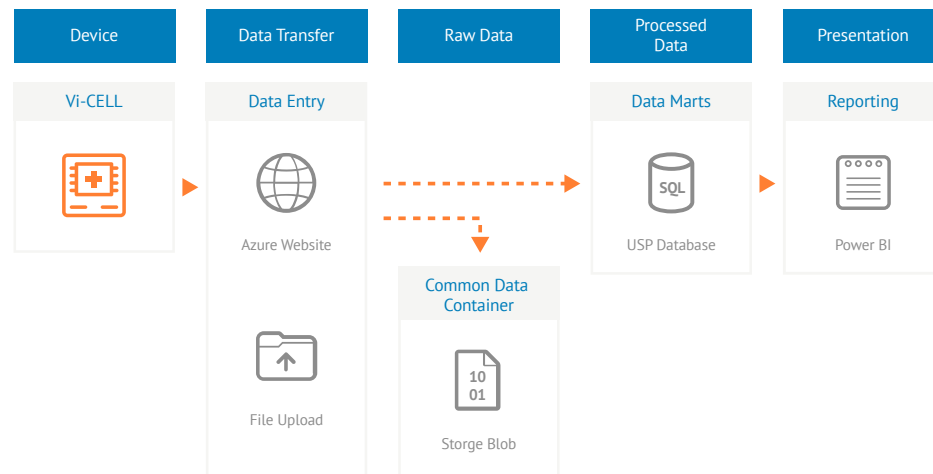 Device
Data Transfer
Raw Data
Processed
Data
Presentation
Vi-CELL
Data Entry
Data Marts
Reporting
SQL
Azure Website
USP Database
Power BI
Common Data
Container
10
01
File Upload
Storge Blob